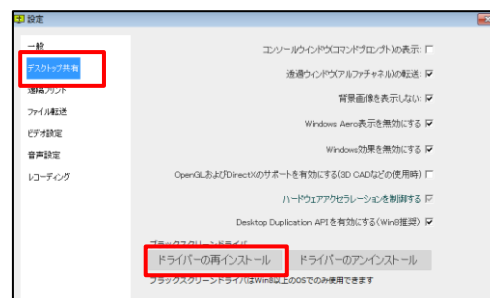 設定
一般
デスクトップ共有
遠隔プリント
ファイル転送
ビデオ設定
音声設定
レコーディング
コンソールウインドウ(コマンドプロンプト)の表示:
透過ウィンドウ(アルファチャネル)の転送:
背景画像を表示しない:
Windows Aero表示を無効にする
Windows効果を無効にする
OpenGLおよびDirectXのサポートを有効にする(3D CADなどの使用時)
ハードウェアアクセラレーションを制御する
Desktop Duplication APIを有効にする(Win8推奨)
ブラックスクリーンドライバ
ドライバーの再インストール
ドライバーのアンインストール
ブラックスクリーンドライバはWin8以上のOSでのみ使用できます